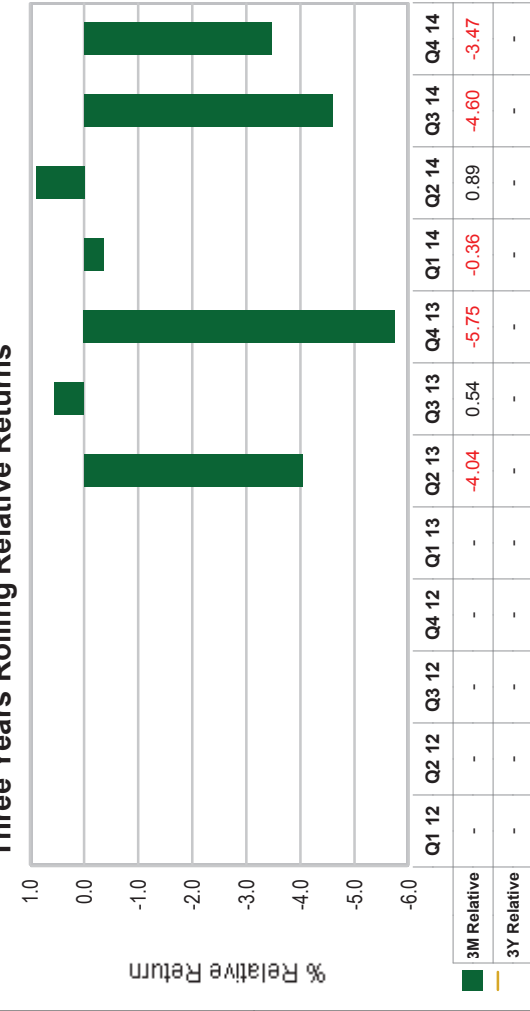 Three Years Rolling Relative Returns
% Relative Return
1.0
0.0
-1.0
-2.0
-3.0
-4.0
-5.0
-6.0
Q1 12 Q2 12 Q3 12 Q4 12 Q1 13 Q2 13 Q3 13 Q4 13 Q1 14 Q2 14 Q3 14 Q4 14
3M Relative - - - - - -4.04 0.54 -5.75 -0.36 0.89 -4.60 -3.47
3Y Relative - - - - - - - - - - - -